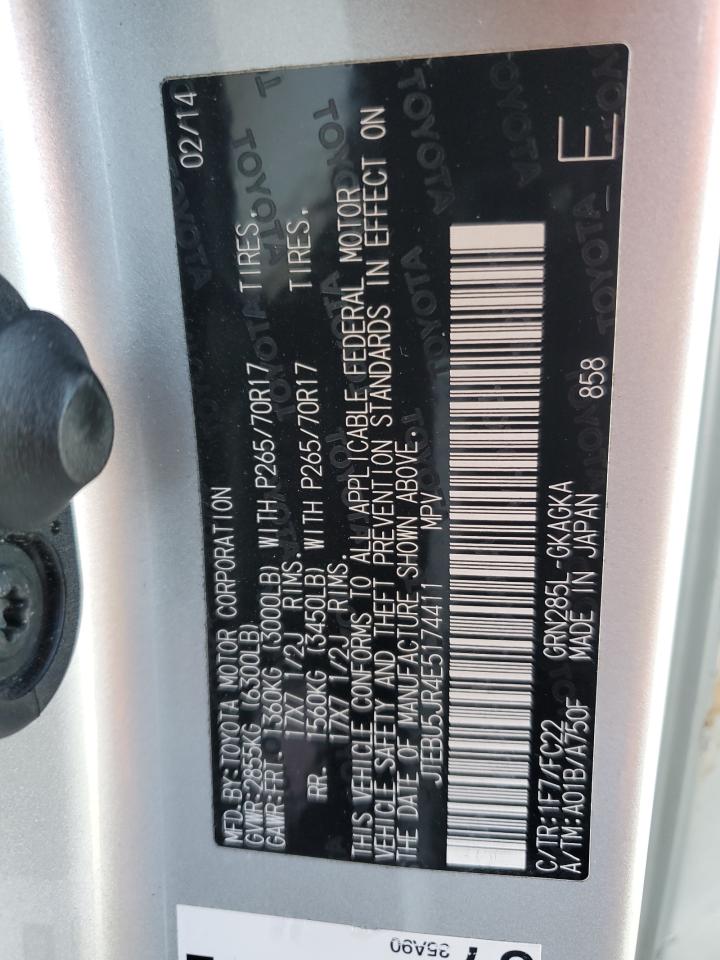 MFD. BY: TOYOTA MOTOR CORPORATION 02/14
GVWR: 2855KG (6300LB)
GAWR: FRT. 1360KG (3000LB) WITH P265/70R17 TIRES,
17X7 1/2J RIMS.
RR. 1560KG (3450LB) WITH P265/70R17 TIRES,
17X7 1/2J RIMS.
THIS VEHICLE CONFORMS TO ALL APPLICABLE FEDERAL MOTOR
VEHICLE SAFETY AND THEFT PREVENTION STANDARDS IN EFFECT ON
THE DATE OF MANUFACTURE SHOWN ABOVE.
JTEBU5JR4E5174411 MPV
C/TR: 1F7/FC22 GRN285L-GKAGKA
A/TM: A01B/A750F MADE IN JAPAN 858
E
35A90